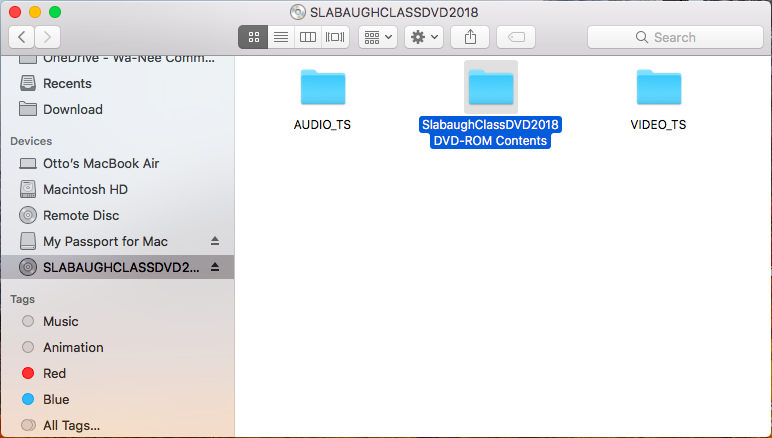 SLABAUGHCLASSDVD2018
Search
OneDrive - Wa-Nee Comm...
Recents
Download
Devices
Otto's MacBook Air
Macintosh HD
Remote Disc
My Passport for Mac
SLABAUGHCLASSDVD2...
Tags
Music
Animation
Red
Blue
All Tags...
AUDIO_TS
SlabaughClassDVD2018
DVD-ROM Contents
VIDEO_TS